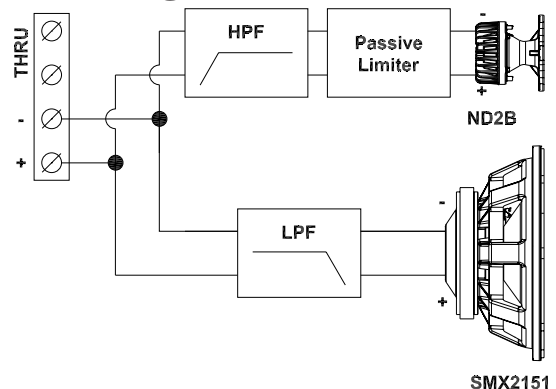 THRU
-
+
HPF
Passive
Limiter
-
+
ND2B
LPF
-
+
SMX2151